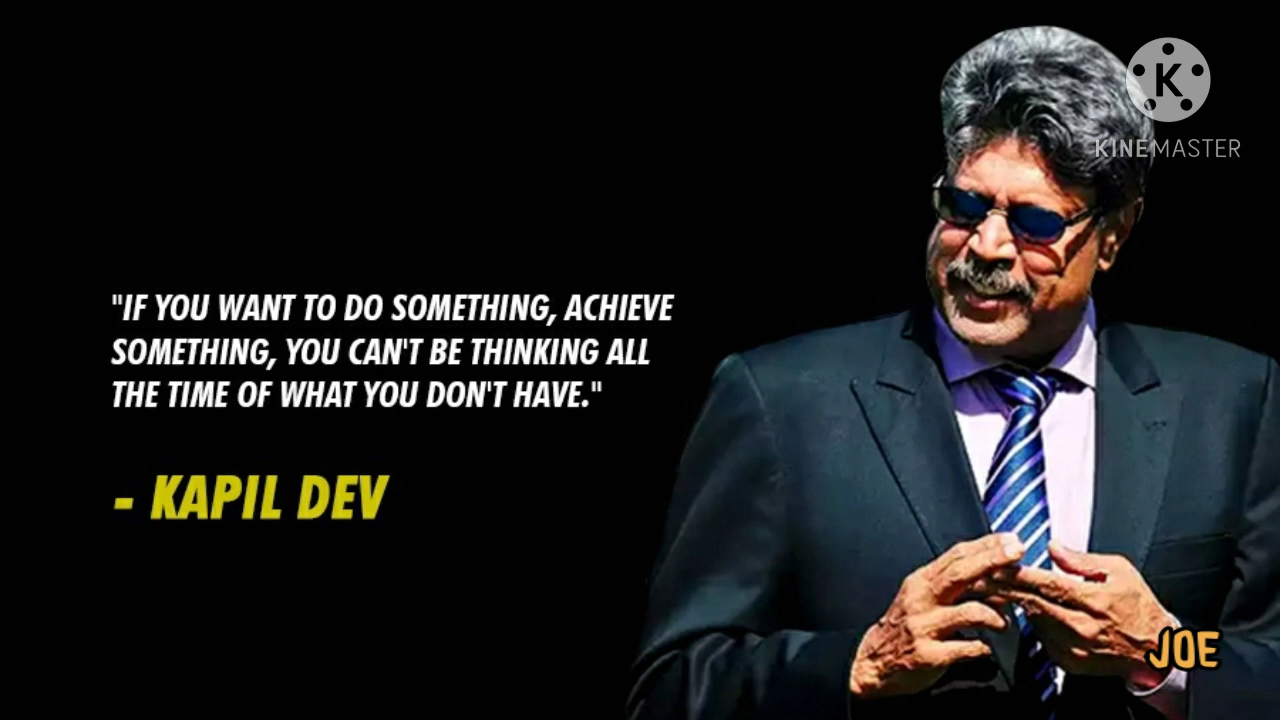 K
KINEMASTER
"IF YOU WANT TO DO SOMETHING, ACHIEVE
SOMETHING, YOU CAN'T BE THINKING ALL
THE TIME OF WHAT YOU DON'T HAVE."
- KAPIL DEV
JOE